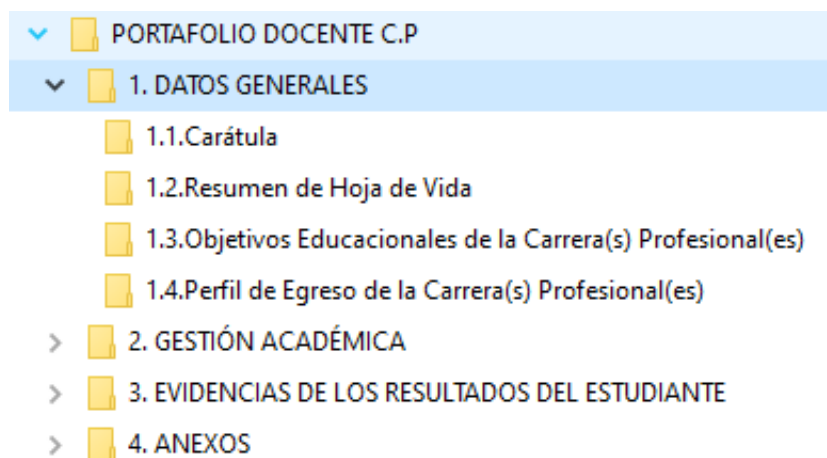 PORTAFOLIO DOCENTE C.P
1. DATOS GENERALES
1.1.Carátula
1.2.Resumen de Hoja de Vida
1.3.Objetivos Educacionales de la Carrera(s) Profesional(es)
1.4.Perfil de Egreso de la Carrera(s) Profesional(es)
2. GESTIÓN ACADÉMICA
3. EVIDENCIAS DE LOS RESULTADOS DEL ESTUDIANTE
4. ANEXOS